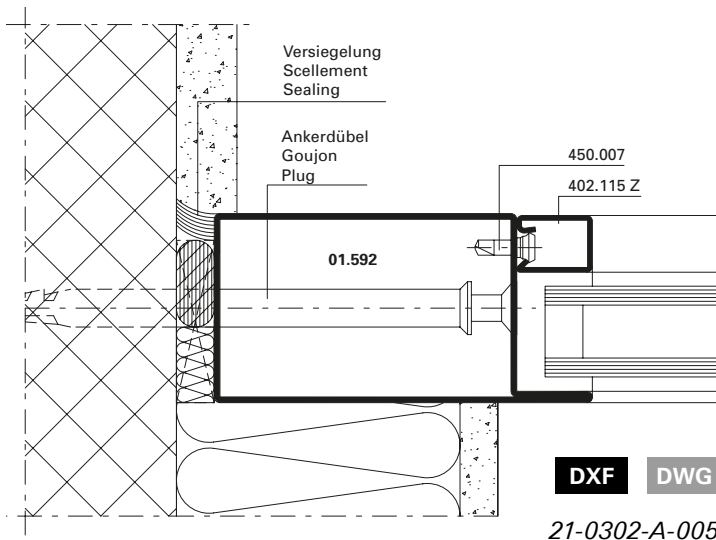 Versiegelung
Scellement
Sealing
Ankerdübel
Goujon
Plug
450.007
402.115 Z
01.592
DXF DWG
21-0302-A-005